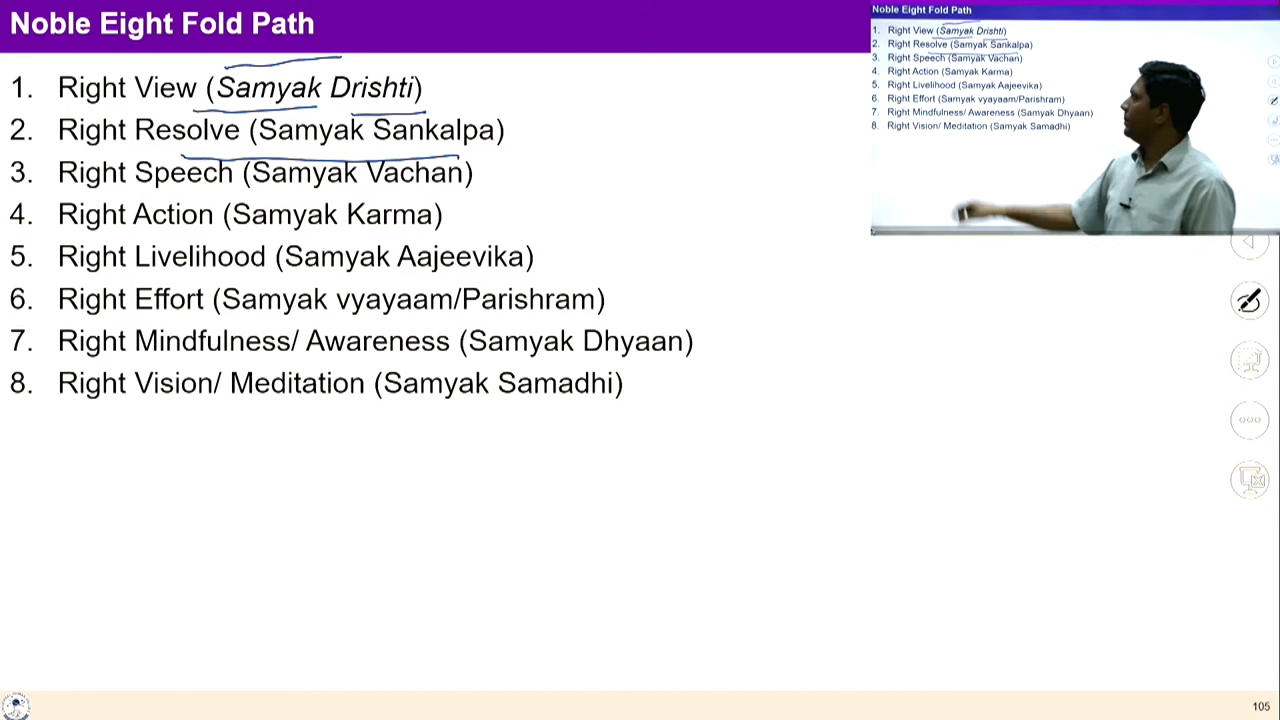 Noble Eight Fold Path
1. Right View (Samyak Drishti)
2. Right Resolve (Samyak Sankalpa)
3. Right Speech (Samyak Vachan)
4. Right Action (Samyak Karma)
5. Right Livelihood (Samyak Aajeevika)
6. Right Effort (Samyak vyayaam/Parishram)
7. Right Mindfulness/ Awareness (Samyak Dhyaan)
8. Right Vision/ Meditation (Samyak Samadhi)
Noble Eight Fold Path
1. Right View (Samyak Drishti)
2. Right Resolve (Samyak Sankalpa)
3. Right Speech (Samyak Vachan)
4. Right Action (Samyak Karma)
5. Right Livelihood (Samyak Aajeevika)
6. Right Effort (Samyak vyayaam/Parishram)
7. Right Mindfulness/ Awareness (Samyak Dhyaan)
8. Right Vision/ Meditation (Samyak Samadhi)
105